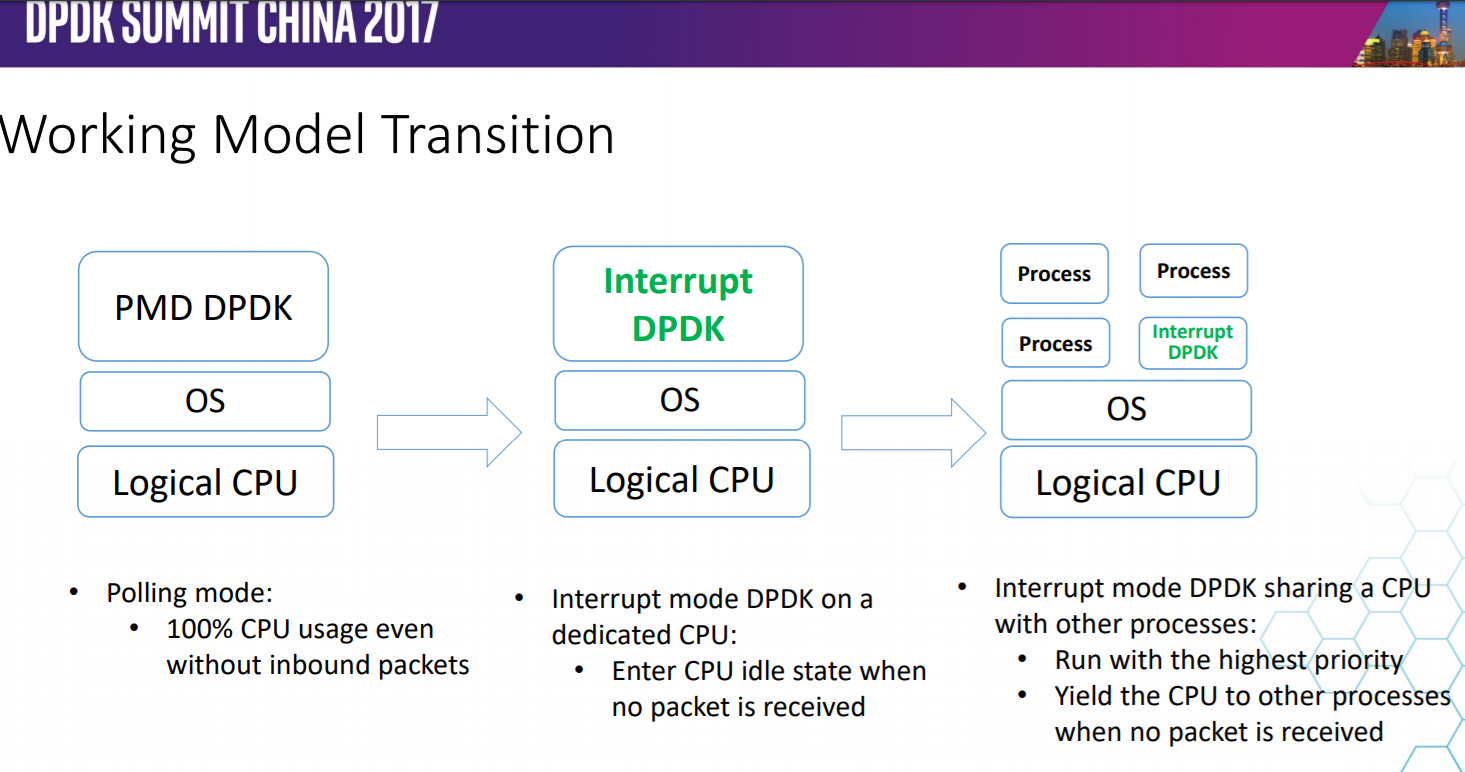 DPDK SUMMIT CHINA 2017
Working Model Transition
PMD DPDK
OS
Logical CPU
Interrupt
DPDK
OS
Logical CPU
Process
Process
Process
Interrupt
DPDK
OS
Logical CPU
• Polling mode:
• 100% CPU usage even
without inbound packets
• Interrupt mode DPDK on a
dedicated CPU:
• Enter CPU idle state when
no packet is received
• Interrupt mode DPDK sharing a CPU
with other processes:
• Run with the highest priority
• Yield the CPU to other processes
when no packet is received